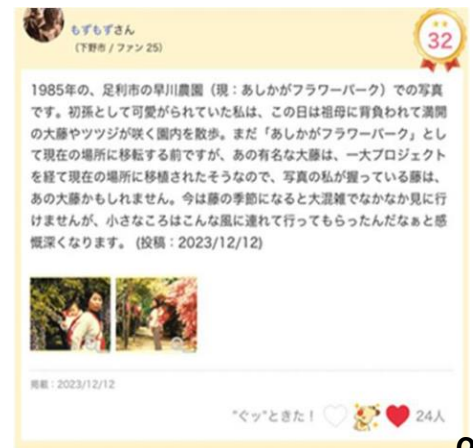 もずもずさん
（下野市 / ファン 25）
32
1985年の、足利市の早川農園（現：あしかがフラワーパーク）での写真
です。初孫として可愛がられていた私は、この日は祖母に背負われて満開
の大藤やツツジが咲く園内を散歩。まだ「あしかがフラワーパーク」とし
て現在の場所に移転する前ですが、あの有名な大藤は、一大プロジェクト
を経て現在の場所に移植されたそうなので、写真の私が握っている藤は、
あの大藤かもしれません。今は藤の季節になると大混雑でなかなか見に行
けませんが、小さなころはこんな風に連れて行ってもらったんだなぁと感
慨深くなります。 (投稿：2023/12/12)
掲載：2023/12/12
"ぐッ"ときた！
24人